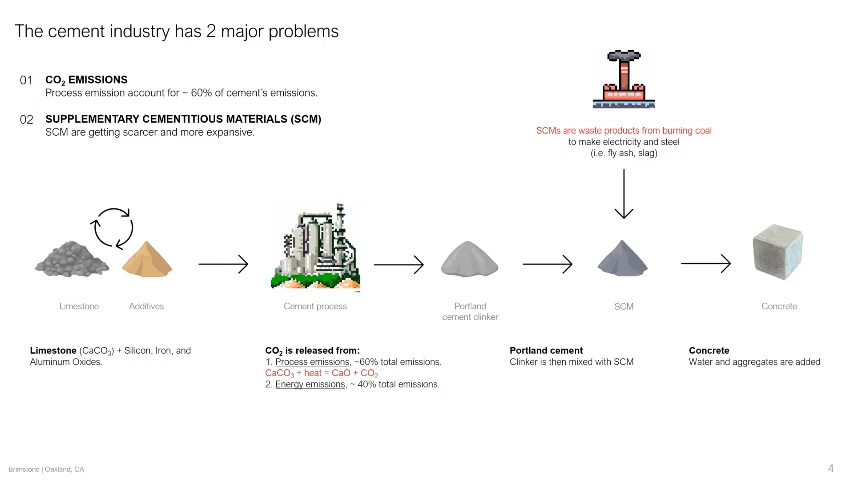 The cement industry has 2 major problems
01 CO₂ EMISSIONS
Process emission account for ~ 60% of cement's emissions.
02 SUPPLEMENTARY CEMENTITIOUS MATERIALS (SCM)
SCM are getting scarcer and more expansive.
SCMs are waste products from burning coal
to make electricity and steel
(i.e. fly ash, slag)
Limestone
Additives
Cement process
Portland
cement clinker
SCM
Concrete
Limestone (CaCO₃) + Silicon, Iron, and
Aluminum Oxides.
CO₂ is released from:
1. Process emissions, ~60% total emissions.
CaCO₃ + heat = CaO + CO₂
2. Energy emissions, ~ 40% total emissions.
Portland cement
Clinker is then mixed with SCM
Concrete
Water and aggregates are added
Brimstone | Oakland, CA
4